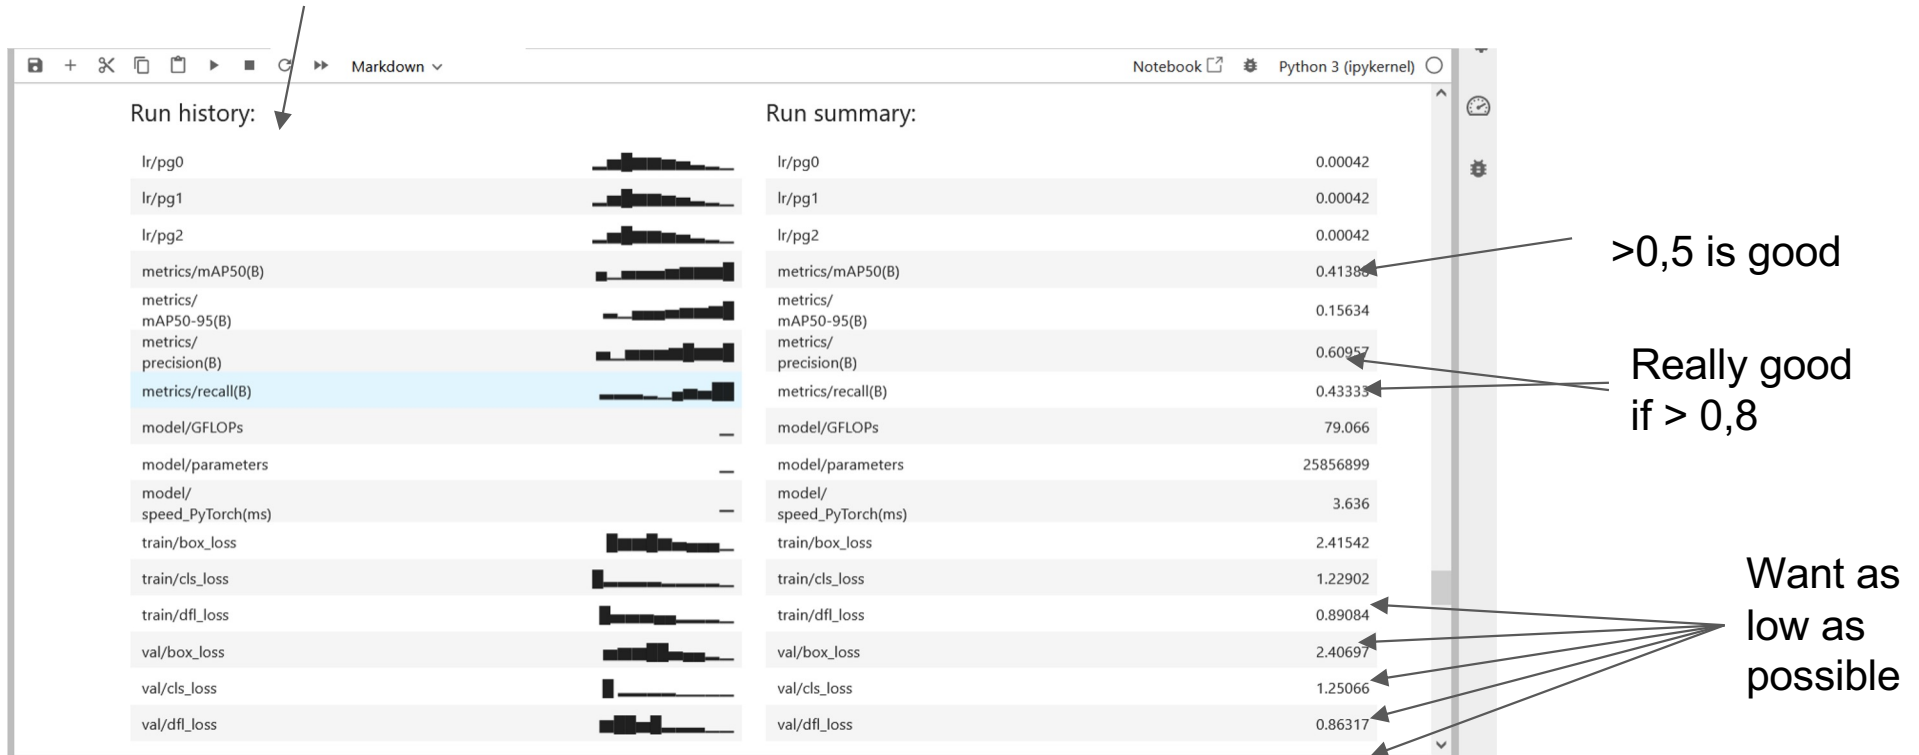 Markdown
Notebook
Python 3 (ipykernel)
Run history:
lr/pg0
lr/pg1
lr/pg2
metrics/mAP50(B)
metrics/
mAP50-95(B)
metrics/
precision(B)
metrics/recall(B)
model/GFLOPs
model/parameters
model/
speed_PyTorch(ms)
train/box_loss
train/cls_loss
train/dfl_loss
val/box_loss
val/cls_loss
val/dfl_loss
Run summary:
lr/pg0 0.00042
lr/pg1 0.00042
lr/pg2 0.00042
metrics/mAP50(B) 0.41388
metrics/
mAP50-95(B) 0.15634
metrics/
precision(B) 0.60957
metrics/recall(B) 0.43333
model/GFLOPs 79.066
model/parameters 25856899
model/
speed_PyTorch(ms) 3.636
train/box_loss 2.41542
train/cls_loss 1.22902
train/dfl_loss 0.89084
val/box_loss 2.40697
val/cls_loss 1.25066
val/dfl_loss 0.86317
>0,5 is good
Really good
if > 0,8
Want as
low as
possible